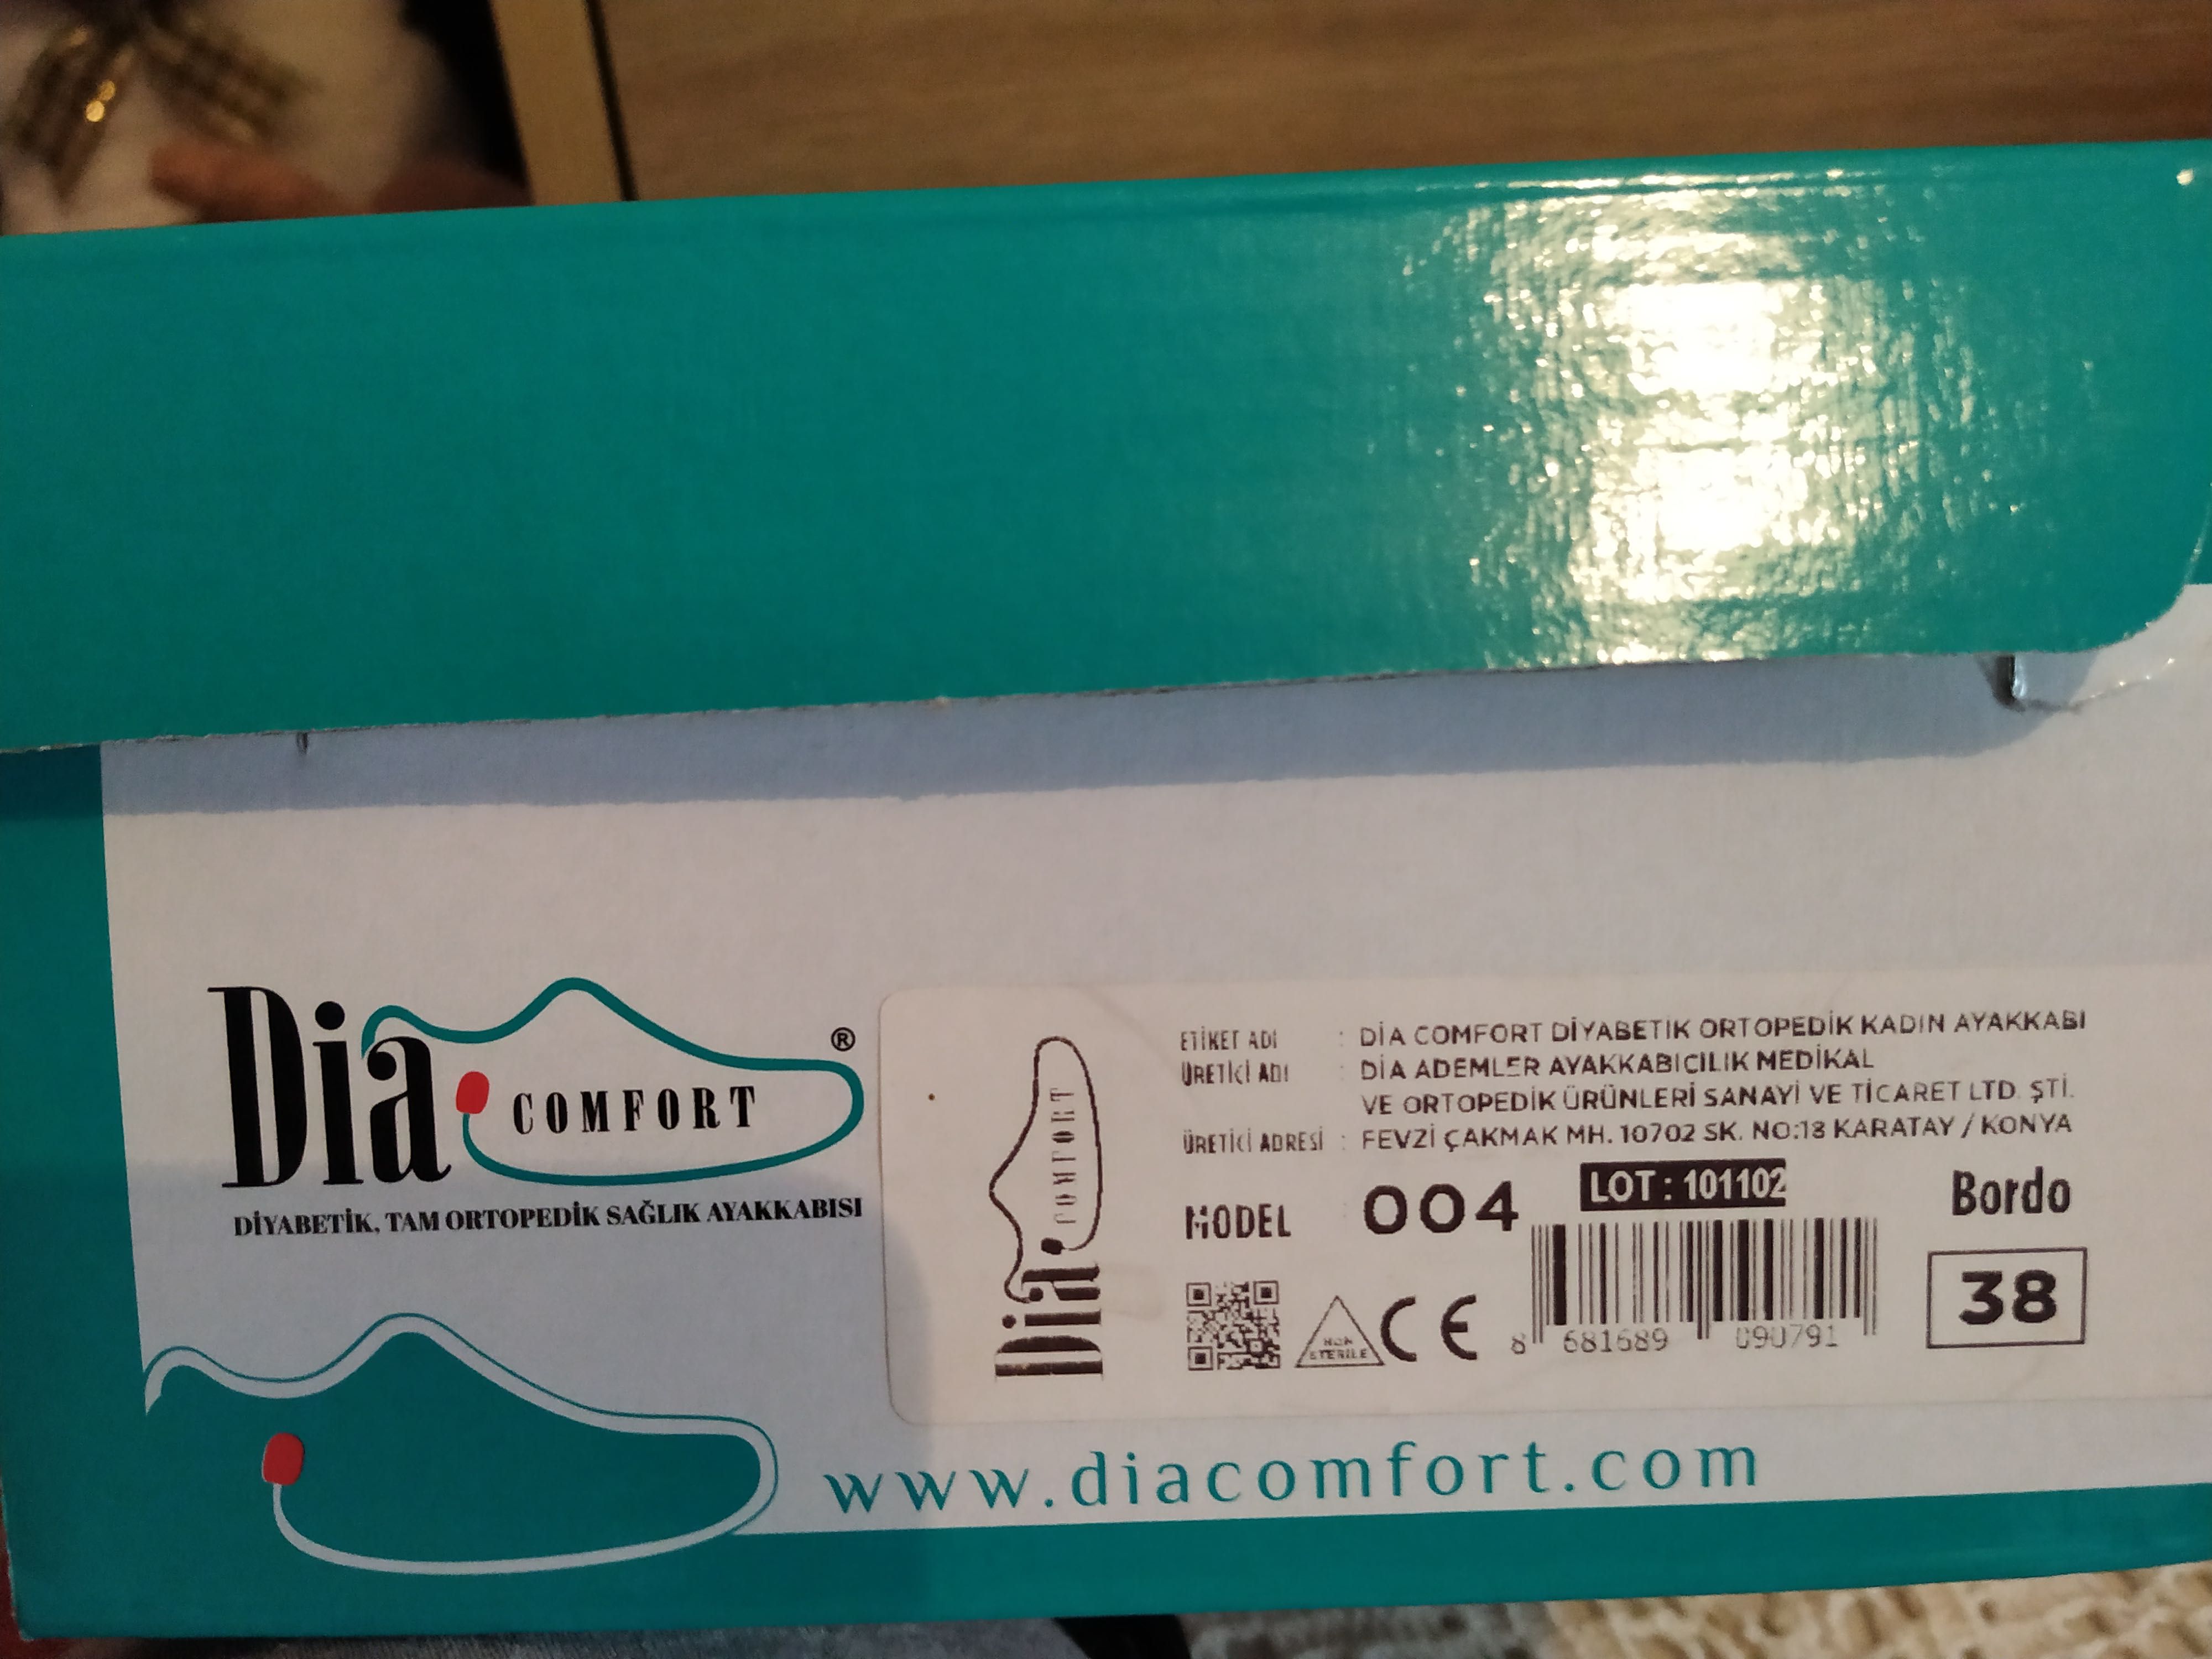 Dia COMFORT ®
DİYABETİK, TAM ORTOPEDİK SAĞLIK AYAKKABISI
Dia COMFORT
ETİKET ADI : DİA COMFORT DİYABETİK ORTOPEDİK KADIN AYAKKABI
ÜRETİCİ ADI : DİA ADEMLER AYAKKABICILIK MEDİKAL
VE ORTOPEDİK ÜRÜNLERİ SANAYİ VE TİCARET LTD. ŞTİ.
ÜRETİCİ ADRESİ : FEVZİ ÇAKMAK MH. 10702 SK. NO:18 KARATAY / KONYA
MODEL 004
LOT : 101102
Bordo
NON
STERILE
CE
8 681689 090791
38
www.diacomfort.com